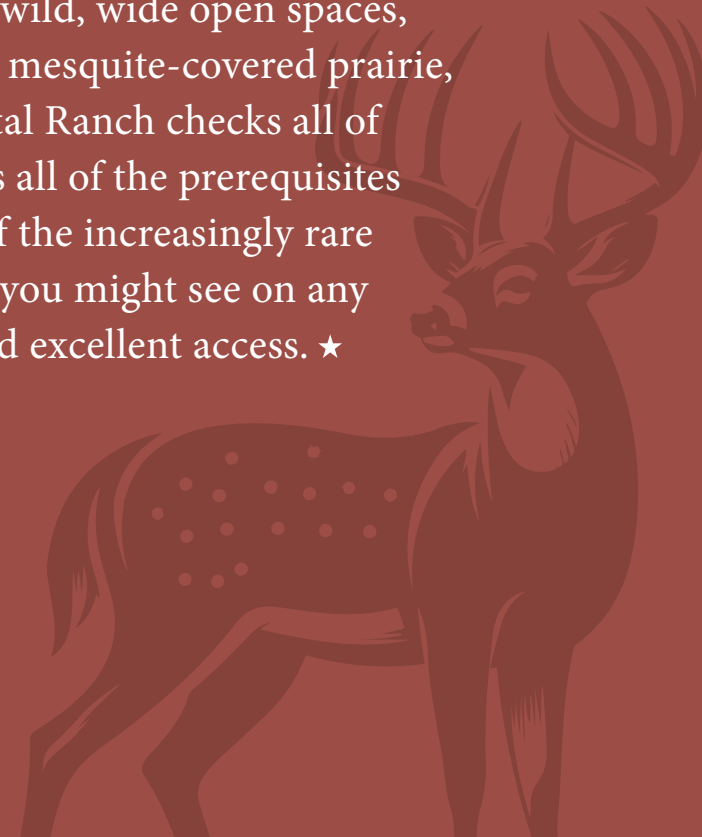 wild, wide open spaces,
mesquite-covered prairie,
tal Ranch checks all of
s all of the prerequisites
f the increasingly rare
you might see on any
d excellent access. ★